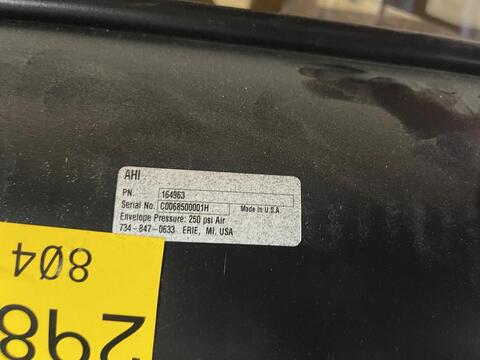 AHI
PN. 164963
Serial No. C0068500001H Made in U.S.A.
Envelope Pressure: 250 psi Air
734-847-0633 ERIE, MI. USA
804
298